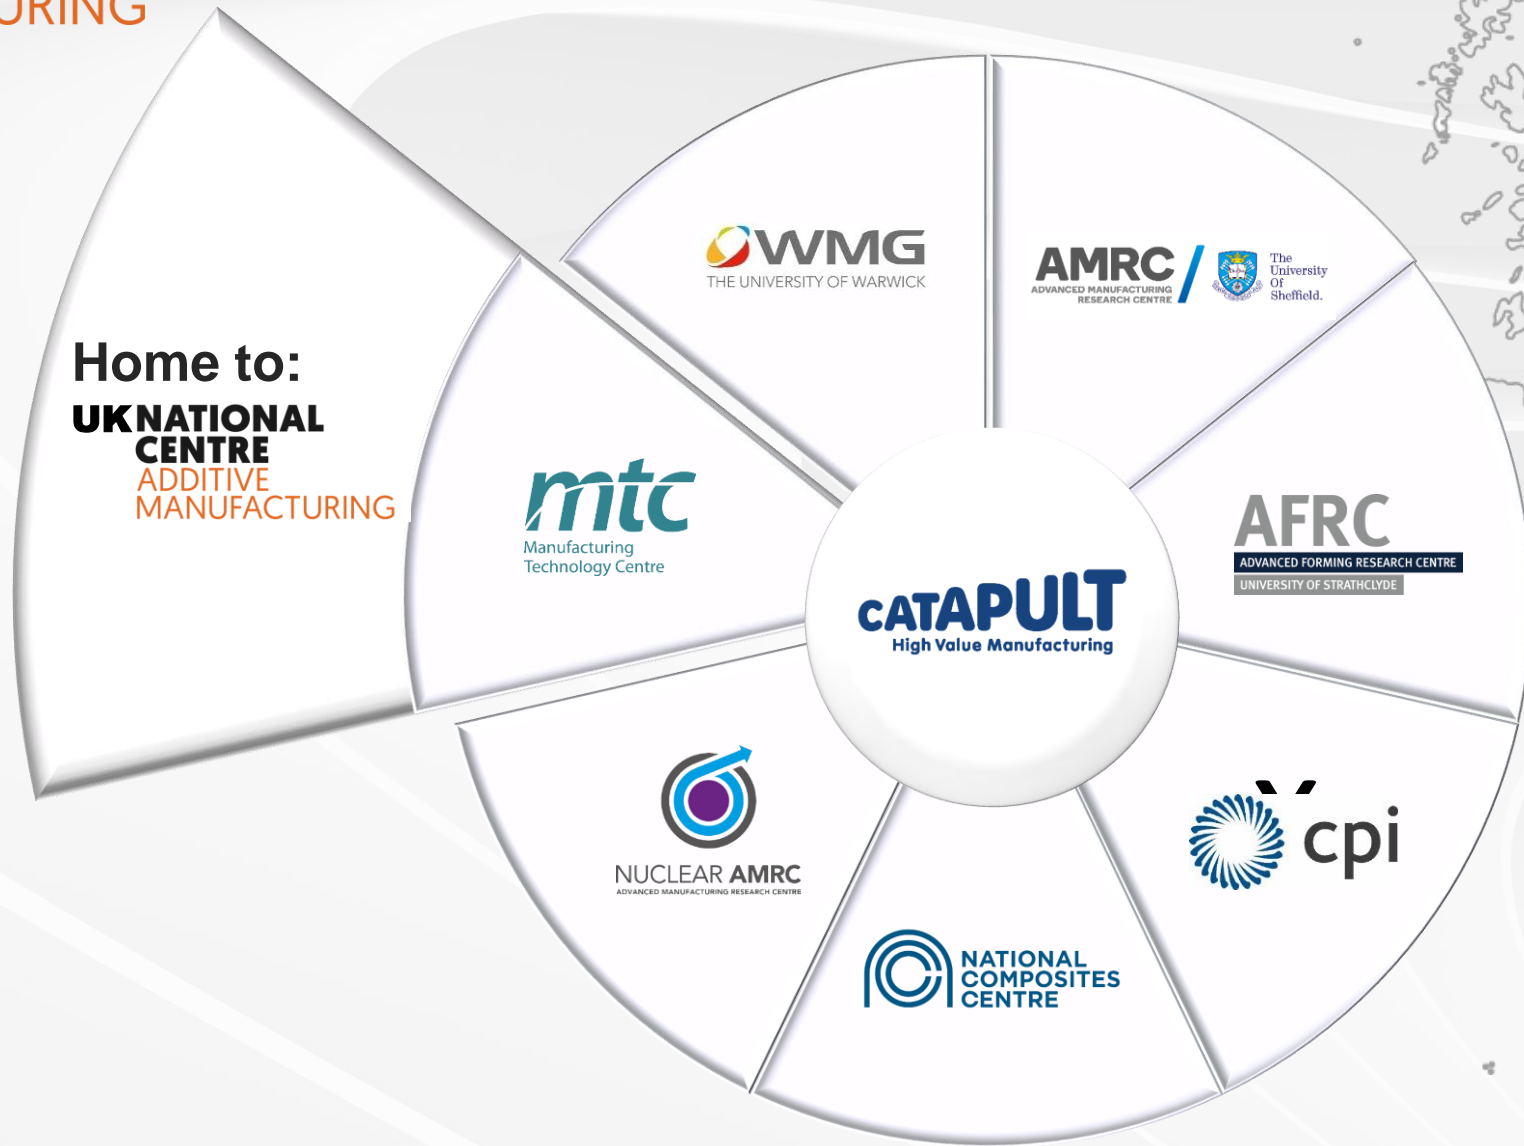 WMG
THE UNIVERSITY OF WARWICK
AMRC
ADVANCED MANUFACTURING
RESEARCH CENTRE
The
University
Of
Sheffield.
Home to:
UK NATIONAL
CENTRE
ADDITIVE
MANUFACTURING
mtc
Manufacturing
Technology Centre
CATAPULT
High Value Manufacturing
AFRC
ADVANCED FORMING RESEARCH CENTRE
UNIVERSITY OF STRATHCLYDE
NUCLEAR AMRC
ADVANCED MANUFACTURING RESEARCH CENTRE
cpi
NATIONAL
COMPOSITES
CENTRE